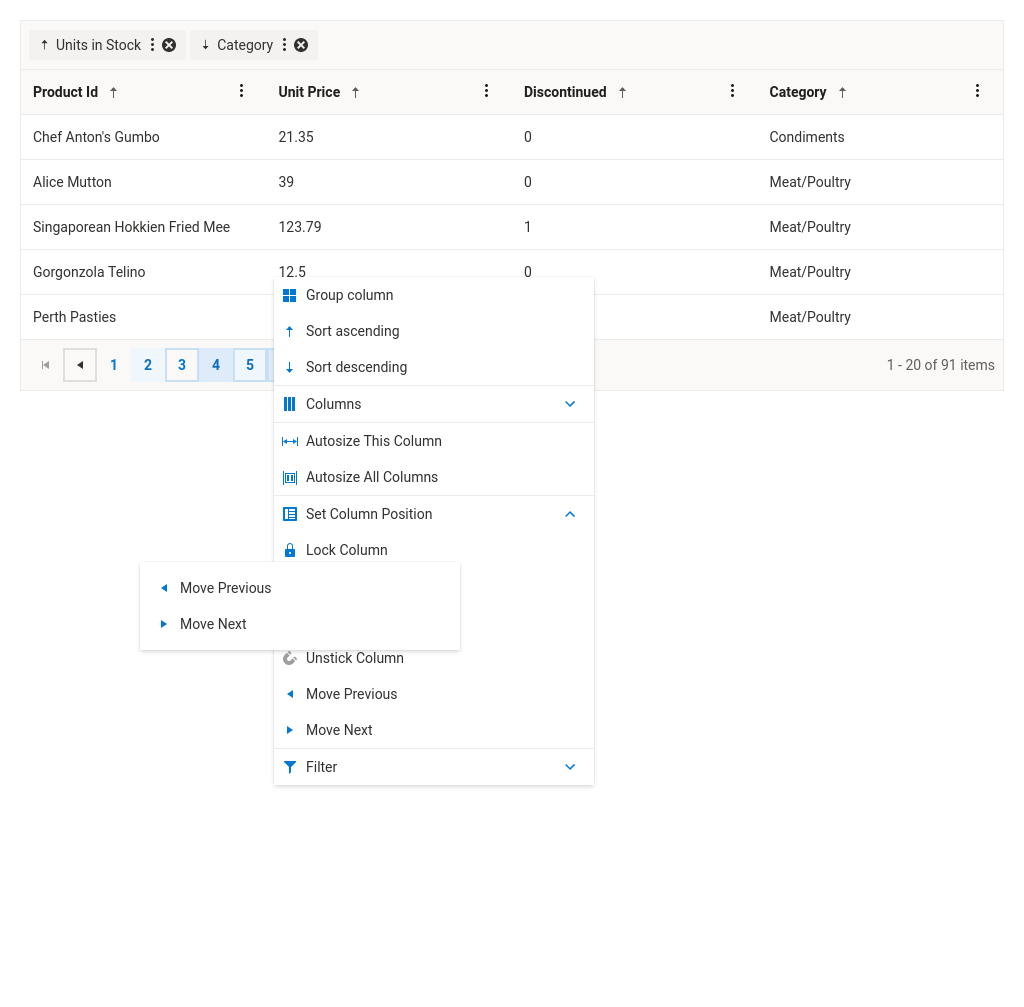 Units in Stock Category
Product Id Unit Price Discontinued Category
Chef Anton's Gumbo 21.35 0 Condiments
Alice Mutton 39 0 Meat/Poultry
Singaporean Hokkien Fried Mee 123.79 1 Meat/Poultry
Gorgonzola Telino 12.5 0 Meat/Poultry
Perth Pasties Meat/Poultry
1 2 3 4 5 1 - 20 of 91 items
Group column
Sort ascending
Sort descending
Columns
Autosize This Column
Autosize All Columns
Set Column Position
Lock Column
Move Previous
Move Next
Unstick Column
Move Previous
Move Next
Filter